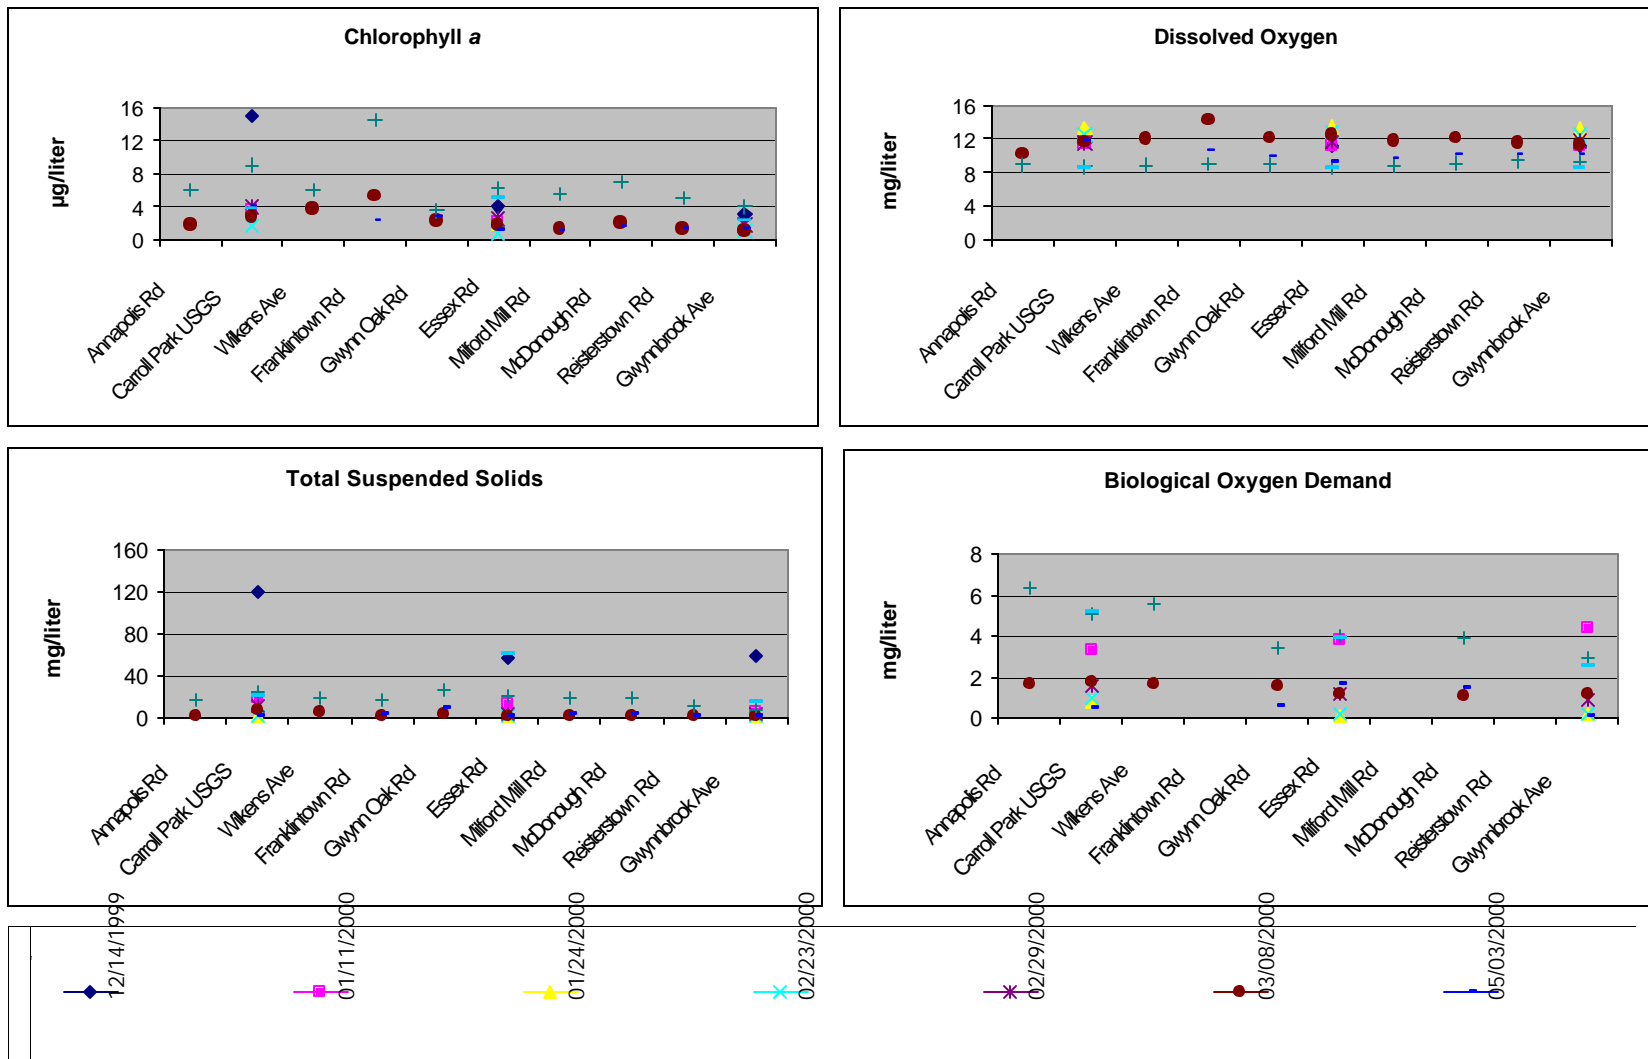 Chlorophyll a
µg/liter
16
12
8
4
0
Annapolis Rd
Carroll Park USGS
Wilkens Ave
Franklintown Rd
Gwynn Oak Rd
Essex Rd
Milford Mill Rd
McDonough Rd
Reisterstown Rd
Gwynnbrook Ave
Dissolved Oxygen
mg/liter
16
12
8
4
0
Annapolis Rd
Carroll Park USGS
Wilkens Ave
Franklintown Rd
Gwynn Oak Rd
Essex Rd
Milford Mill Rd
McDonough Rd
Reisterstown Rd
Gwynnbrook Ave
Total Suspended Solids
mg/liter
160
120
80
40
0
Annapolis Rd
Carroll Park USGS
Wilkens Ave
Franklintown Rd
Gwynn Oak Rd
Essex Rd
Milford Mill Rd
McDonough Rd
Reisterstown Rd
Gwynnbrook Ave
Biological Oxygen Demand
mg/liter
8
6
4
2
0
Annapolis Rd
Carroll Park USGS
Wilkens Ave
Franklintown Rd
Gwynn Oak Rd
Essex Rd
Milford Mill Rd
McDonough Rd
Reisterstown Rd
Gwynnbrook Ave
12/14/1999
01/11/2000
01/24/2000
02/23/2000
02/29/2000
03/08/2000
05/03/2000